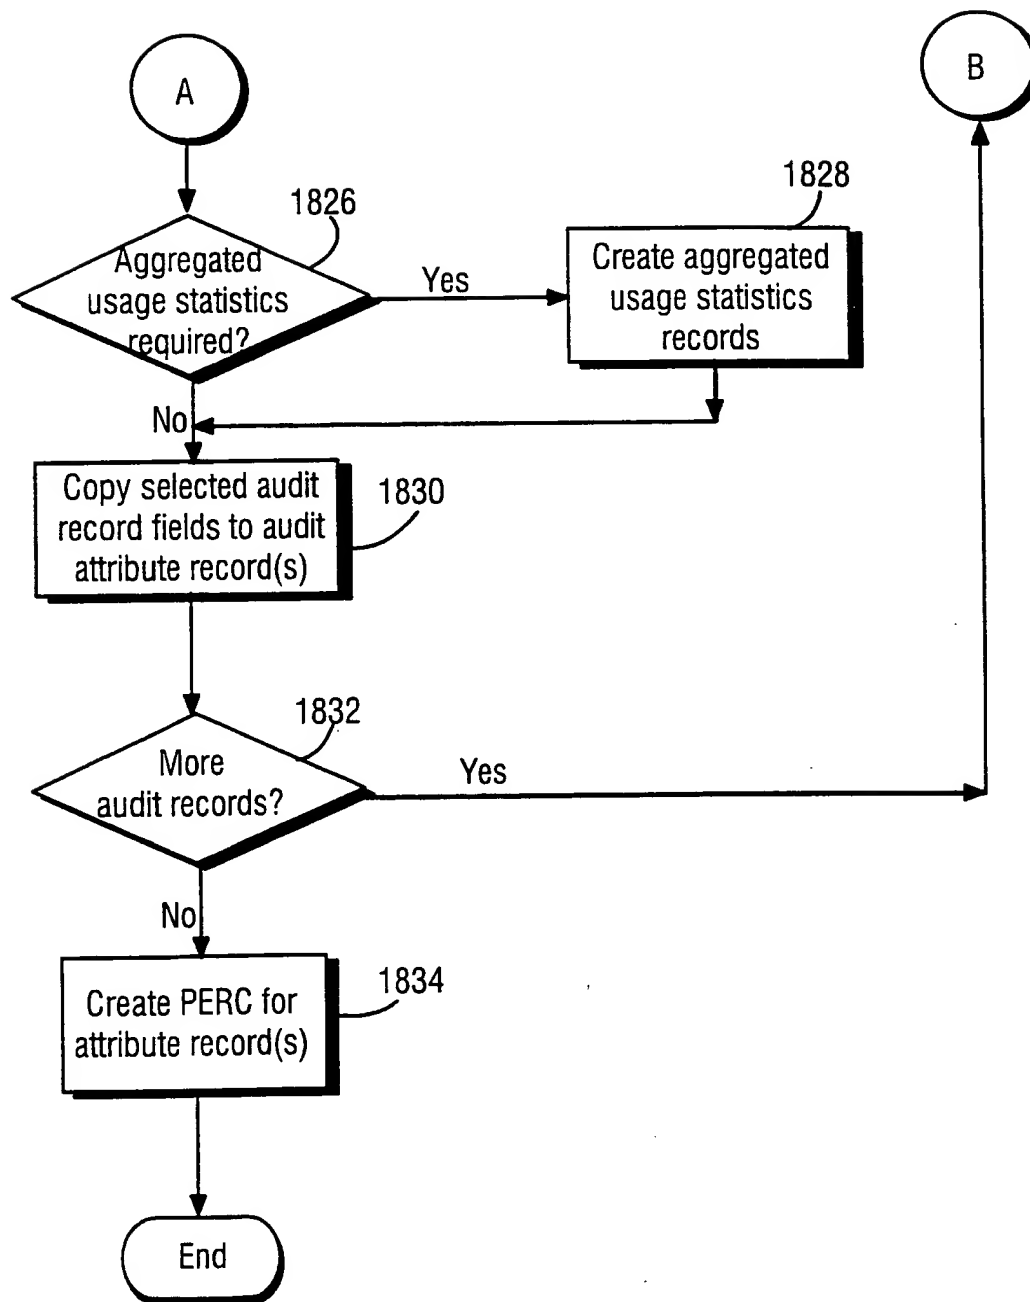 A
B
1826
1828
Aggregated
usage statistics
required?
Yes
Create aggregated
usage statistics
records
No
Copy selected audit
record fields to audit
attribute record(s)
1830
1832
More
audit records?
Yes
No
Create PERC for
attribute record(s)
1834
End